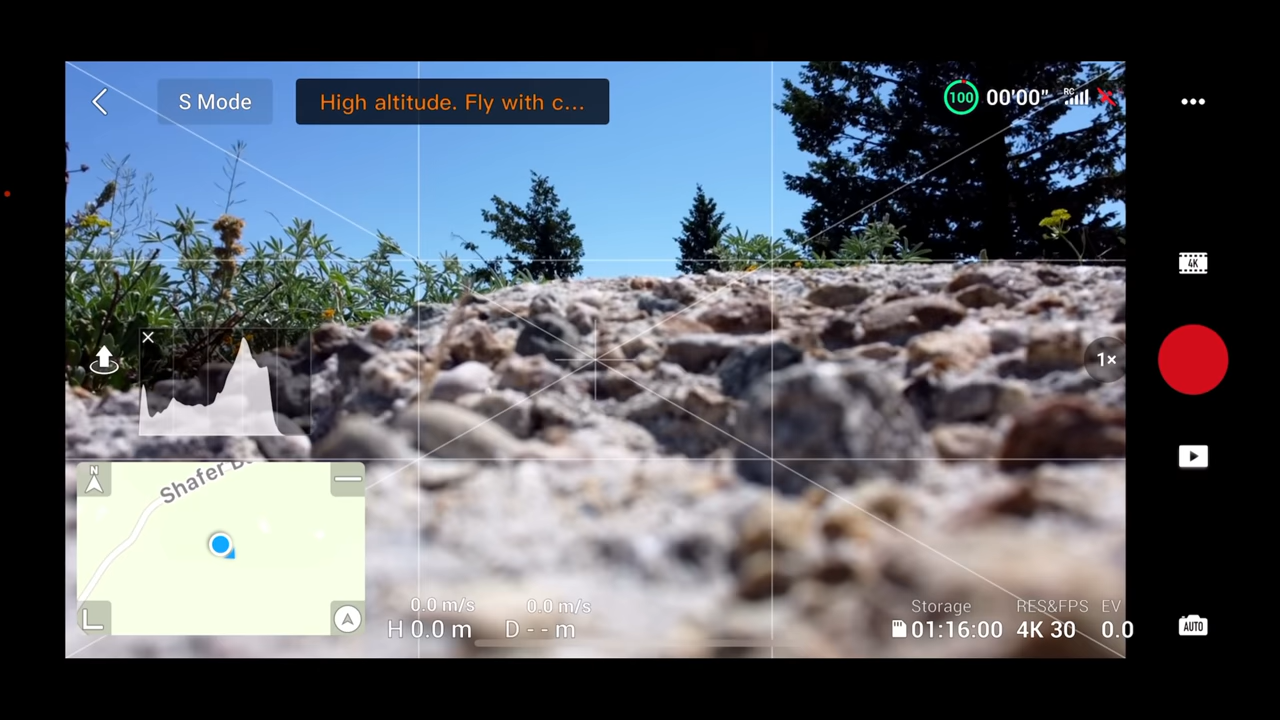 S Mode
High altitude. Fly with c...
100
00'00"
RC
4K
1×
N
Shafer B
0.0 m/s
0.0 m/s
H 0.0 m
D - - m
Storage
01:16:00
RES&FPS
4K 30
EV
0.0
AUTO